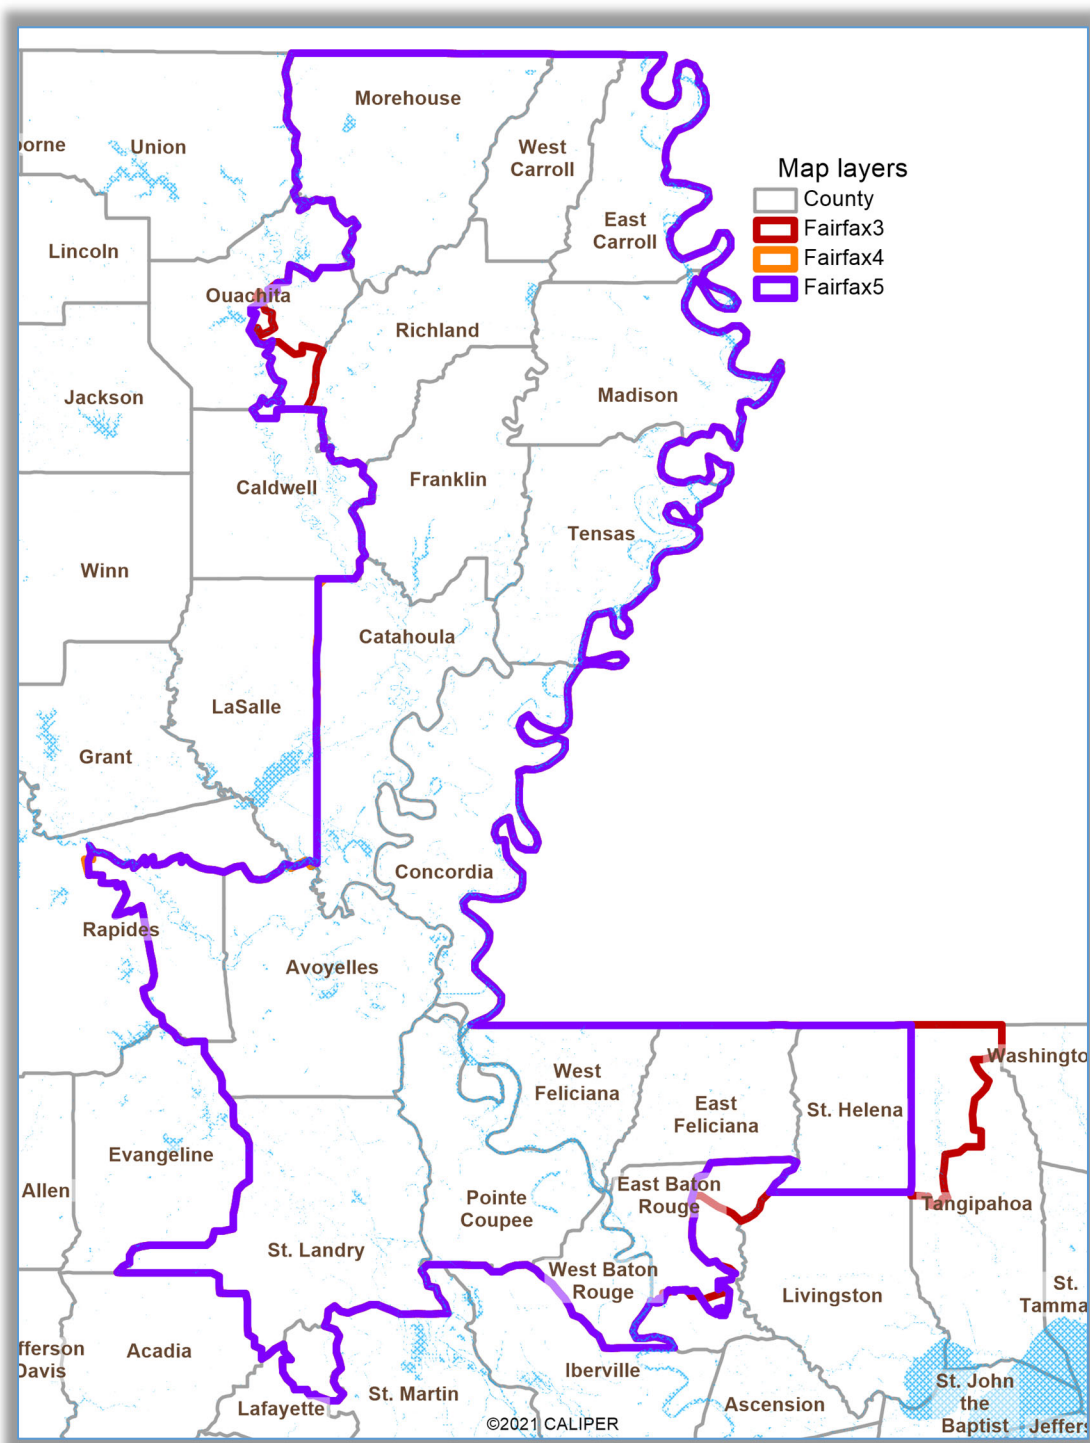 Morehouse
Map layers
County
Fairfax3
Fairfax4
Fairfax5
orne
Union
West
Carroll
East
Carroll
Lincoln
Ouachita
Richland
Jackson
Madison
Caldwell
Franklin
Tensas
Winn
Catahoula
LaSalle
Grant
Concordia
Rapides
Avoyelles
Washingto
West
Feliciana
East
Feliciana
St. Helena
Evangeline
Allen
East Baton
Rouge
Pointe
Coupee
Tangipahoa
St. Landry
West Baton
Rouge
Livingston
St.
Tamma
fferson
Davis
Acadia
Iberville
St. Martin
Lafayette
Ascension
St. John
the
Baptist
Jeffers
©2021 CALIPER